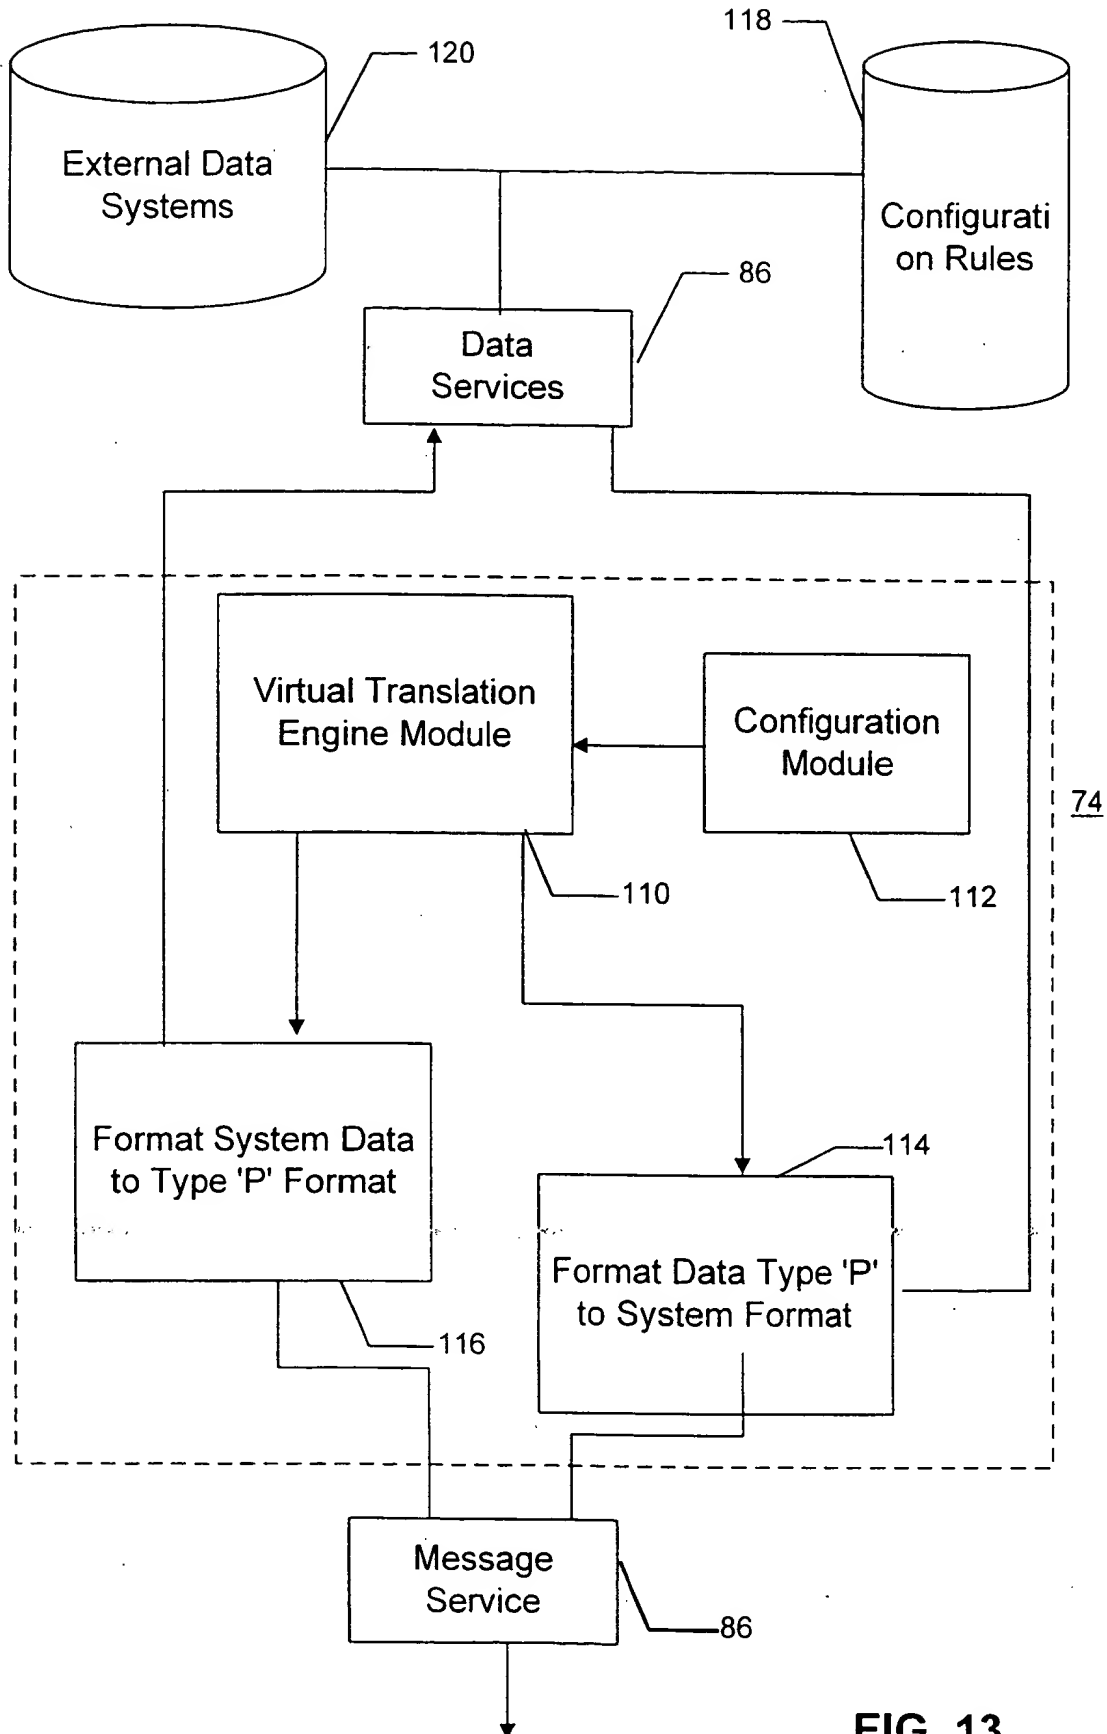 118
120
External Data
Systems
Configurati
on Rules
86
Data
Services
Virtual Translation
Engine Module
Configuration
Module
74
110
112
Format System Data
to Type 'P' Format
114
Format Data Type 'P'
to System Format
116
Message
Service
86
FIG. 13